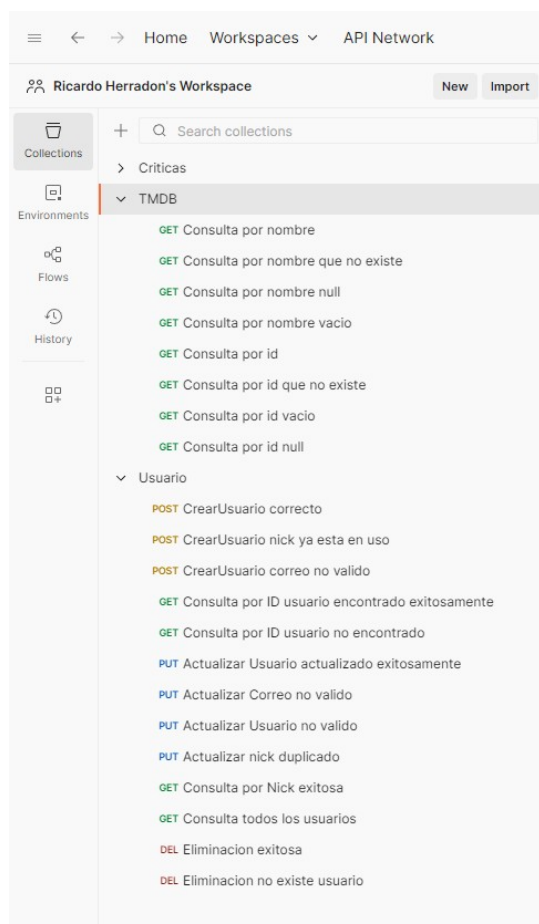 Home Workspaces API Network
Ricardo Herradon's Workspace New Import
Collections
Search collections
Criticas
Environments
TMDB
GET Consulta por nombre
GET Consulta por nombre que no existe
Flows
GET Consulta por nombre null
GET Consulta por nombre vacio
History
GET Consulta por id
GET Consulta por id que no existe
GET Consulta por id vacio
GET Consulta por id null
Usuario
POST CrearUsuario correcto
POST CrearUsuario nick ya esta en uso
POST CrearUsuario correo no valido
GET Consulta por ID usuario encontrado exitosamente
GET Consulta por ID usuario no encontrado
PUT Actualizar Usuario actualizado exitosamente
PUT Actualizar Correo no valido
PUT Actualizar Usuario no valido
PUT Actualizar nick duplicado
GET Consulta por Nick exitosa
GET Consulta todos los usuarios
DEL Eliminacion exitosa
DEL Eliminacion no existe usuario